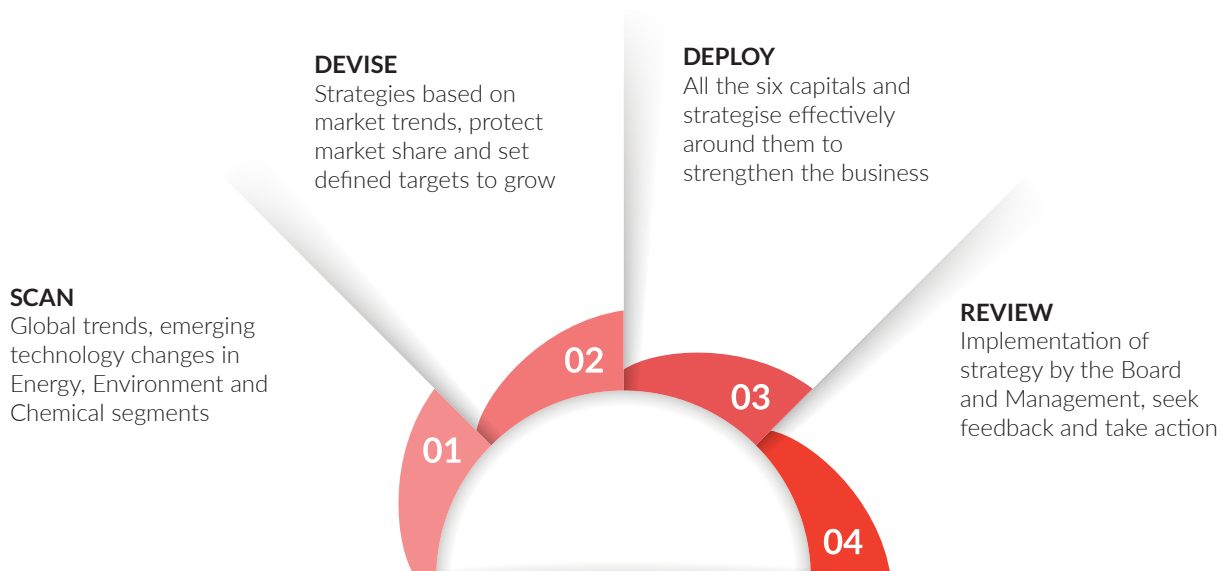 SCAN
Global trends, emerging
technology changes in
Energy, Environment and
Chemical segments
01
DEVISE
Strategies based on
market trends, protect
market share and set
defined targets to grow
02
DEPLOY
All the six capitals and
strategise effectively
around them to
strengthen the business
03
REVIEW
Implementation of
strategy by the Board
and Management, seek
feedback and take action
04